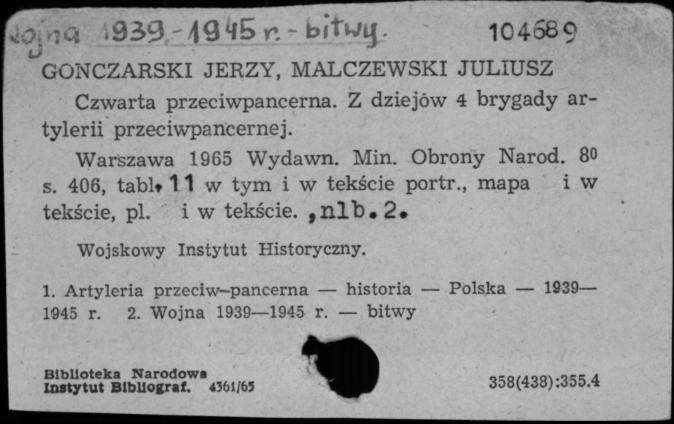 Wojna 1939-1945 r. - bitwy. 104689
GONCZARSKI JERZY, MALCZEWSKI JULIUSZ
Czwarta przeciwpancerna. Z dziejów 4 brygady ar-
tylerii przeciwpancernej.
Warszawa 1965 Wydawn. Min. Obrony Narod. 8⁰
s. 406, tabl. 11 w tym i w tekście portr., mapa i w
tekście, pl. i w tekście. ,nlb.2.
Wojskowy Instytut Historyczny.
1. Artyleria przeciw-pancerna — historia — Polska — 1939—
1945 r. 2. Wojna 1939—1945 r. — bitwy
Biblioteka Narodowa
Instytut Bibliograf. 4361/65 358(438):355.4